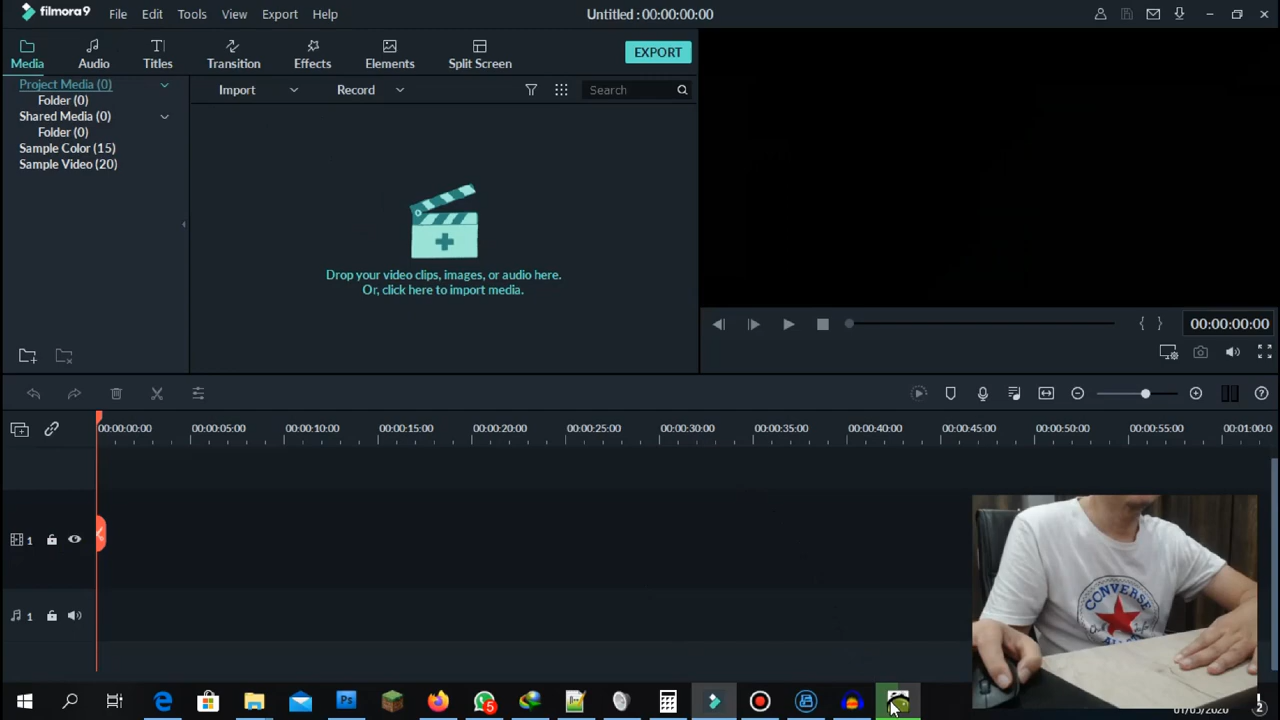 filmora9 File Edit Tools View Export Help Untitled : 00:00:00:00
Media Audio Titles Transition Effects Elements Split Screen EXPORT
Project Media (0)
Folder (0)
Shared Media (0)
Folder (0)
Sample Color (15)
Sample Video (20)
Import Record Search
Drop your video clips, images, or audio here.
Or, click here to import media.
{ } 00:00:00:00
00:00:00:00 00:00:05:00 00:00:10:00 00:00:15:00 00:00:20:00 00:00:25:00 00:00:30:00 00:00:35:00 00:00:40:00 00:00:45:00 00:00:50:00 00:00:55:00 00:01:00:0
1
1
CONVERSE
Ps
5
2